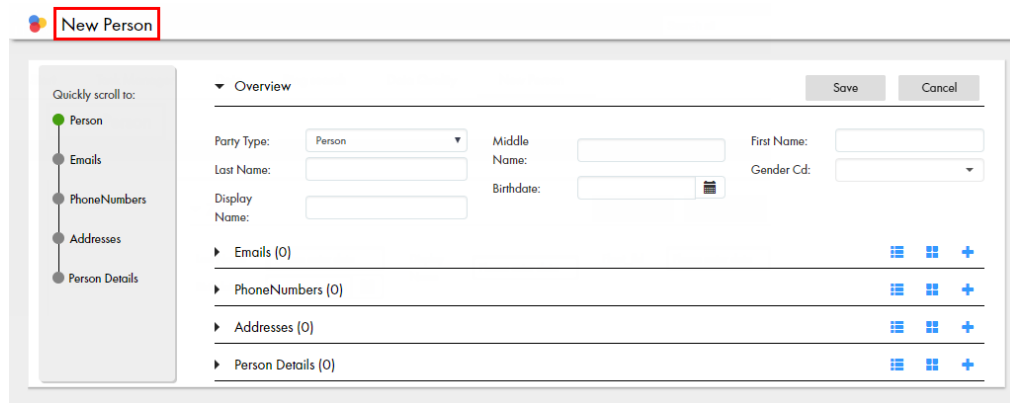 New Person
Quickly scroll to:
Person
Emails
PhoneNumbers
Addresses
Person Details
Overview
Save
Cancel
Party Type:
Person
Middle
Name:
First Name:
Last Name:
Birthdate:
Gender Cd:
Display
Name:
Emails (0)
PhoneNumbers (0)
Addresses (0)
Person Details (0)